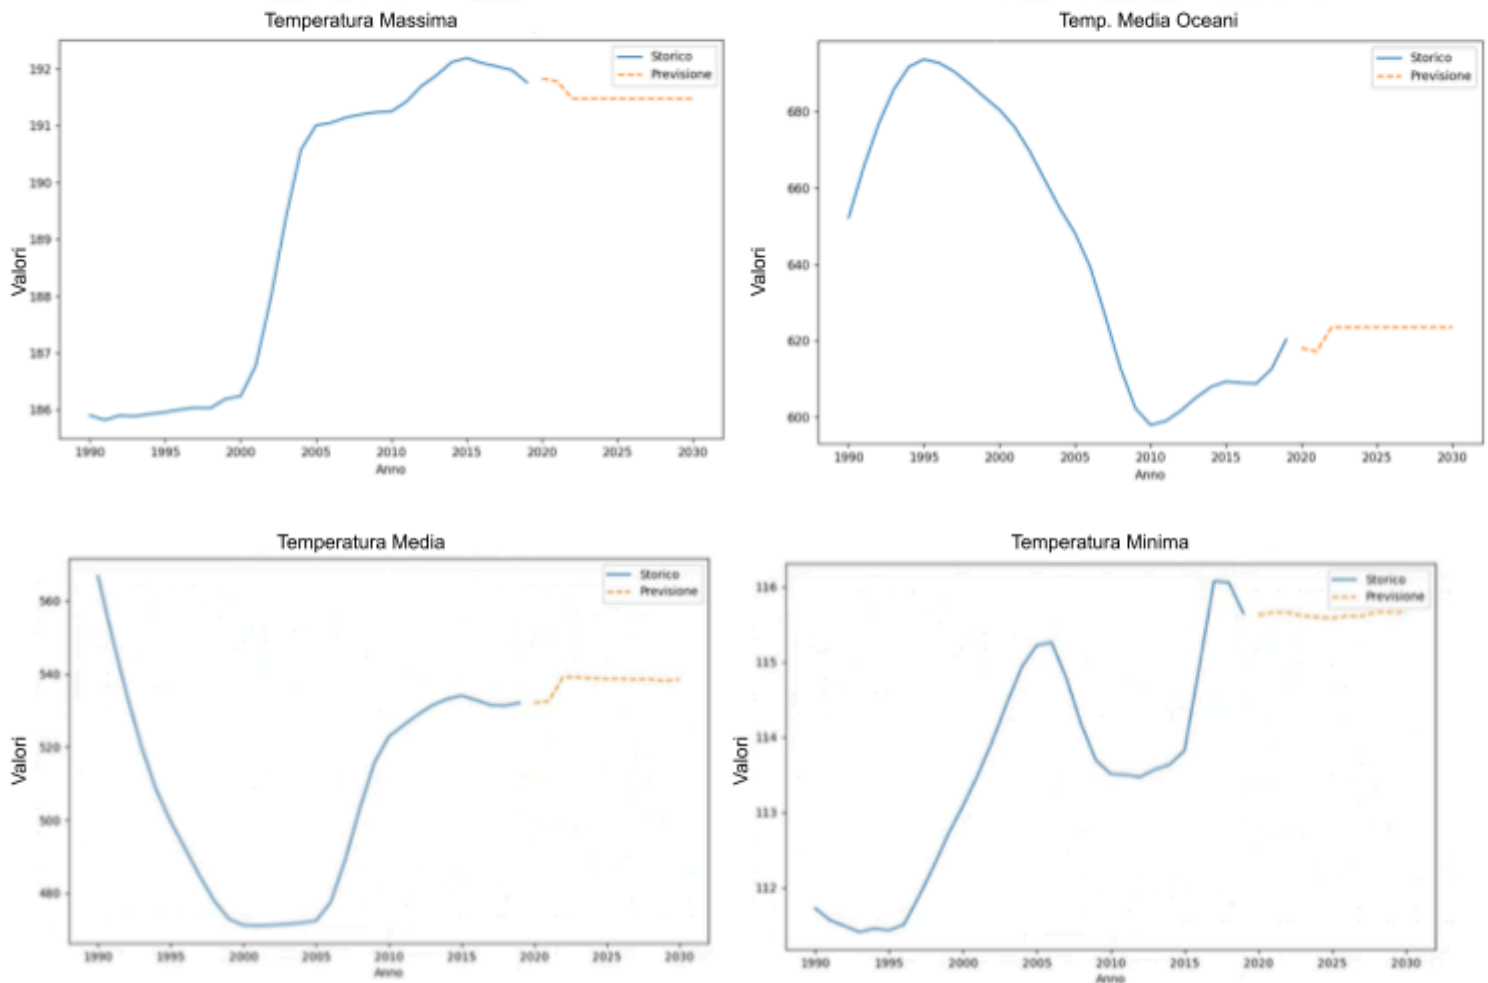 Temperatura Massima
Storico
Previsione
192
191
190
189
188
187
186
Valori
1990 1995 2000 2005 2010 2015 2020 2025 2030
Anno
Temp. Media Oceani
Storico
Previsione
680
660
640
620
600
Valori
1990 1995 2000 2005 2010 2015 2020 2025 2030
Anno
Temperatura Media
Storico
Previsione
560
540
520
500
480
Valori
1990 1995 2000 2005 2010 2015 2020 2025 2030
Anno
Temperatura Minima
Storico
Previsione
116
115
114
113
112
Valori
1990 1995 2000 2005 2010 2015 2020 2025 2030
Anno